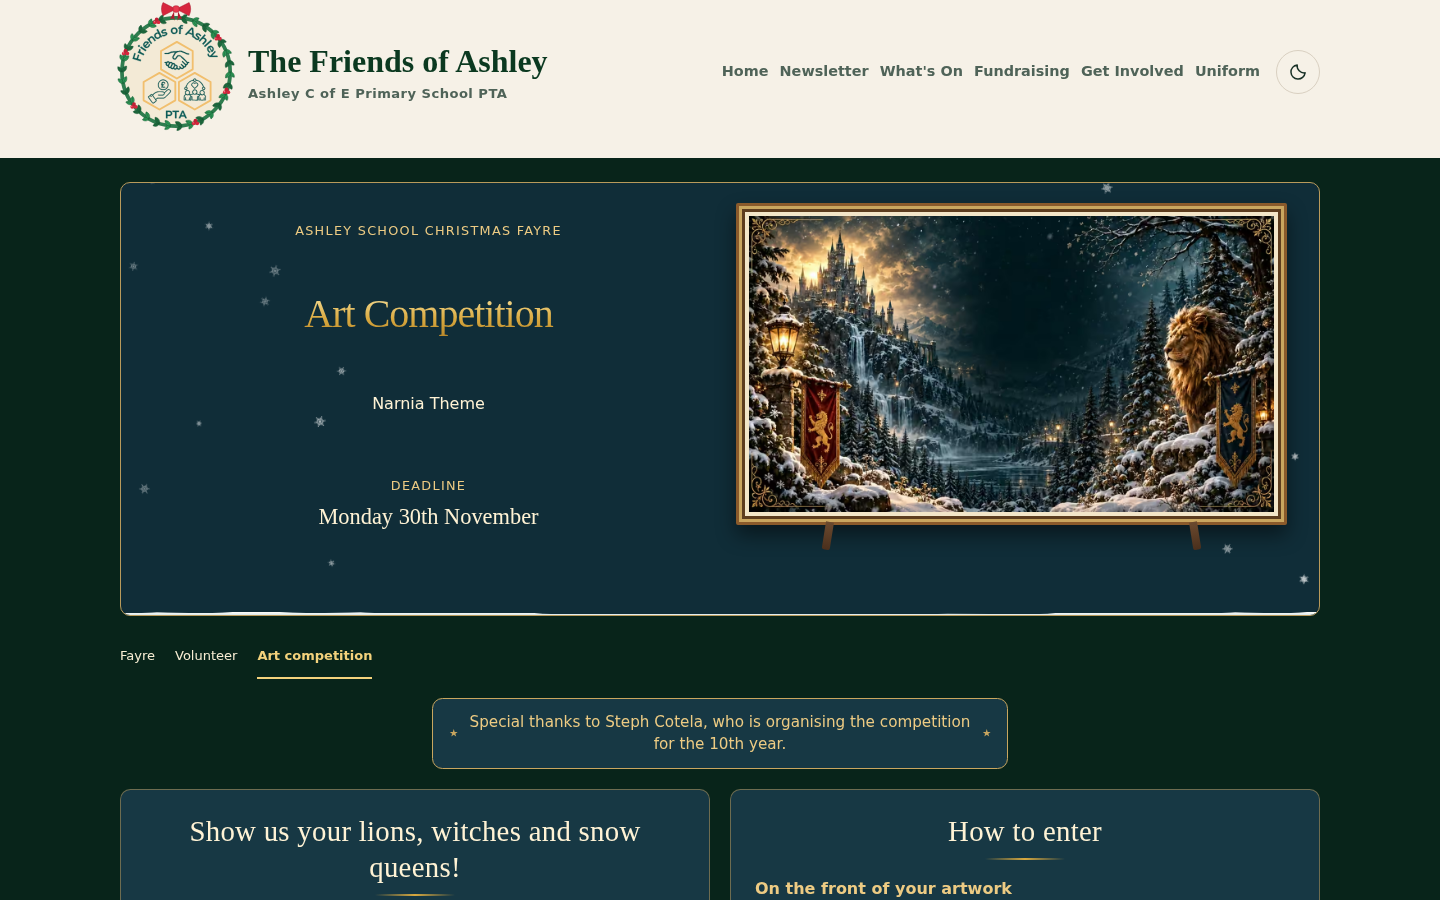 Friends of Ashley
PTA
The Friends of Ashley
Ashley C of E Primary School PTA
Home Newsletter What's On Fundraising Get Involved Uniform
ASHLEY SCHOOL CHRISTMAS FAYRE
Art Competition
Narnia Theme
DEADLINE
Monday 30th November
Fayre Volunteer Art competition
Special thanks to Steph Cotela, who is organising the competition
for the 10th year.
Show us your lions, witches and snow
queens!
How to enter
On the front of your artwork